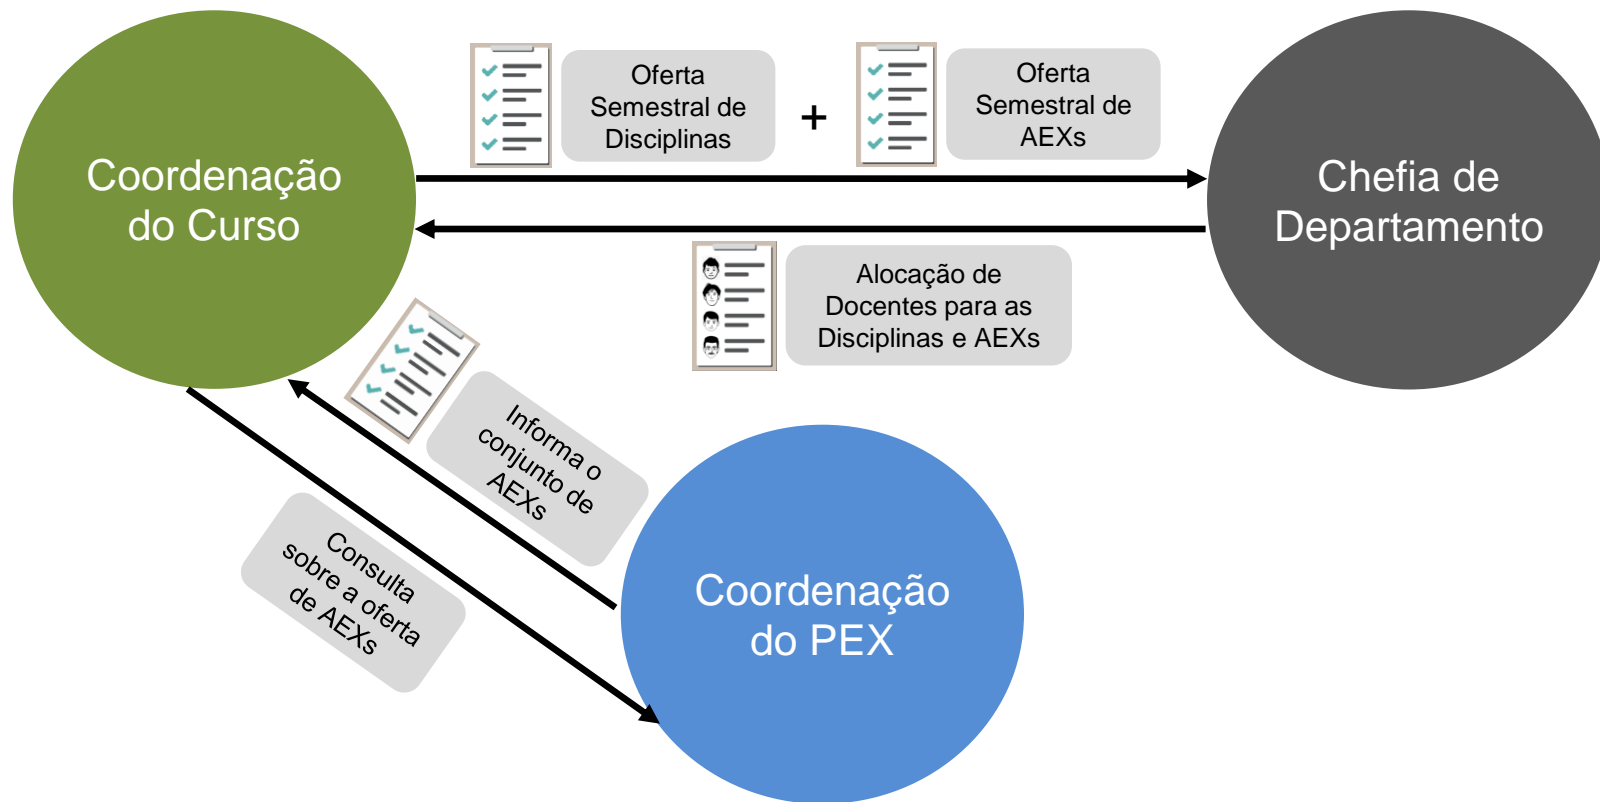 Coordenação
do Curso
Oferta
Semestral de
Disciplinas
+
Oferta
Semestral de
AEXs
Chefia de
Departamento
Alocação de
Docentes para as
Disciplinas e AEXs
Informa o
conjunto de
AEXs
Consulta
sobre a oferta
de AEXs
Coordenação
do PEX